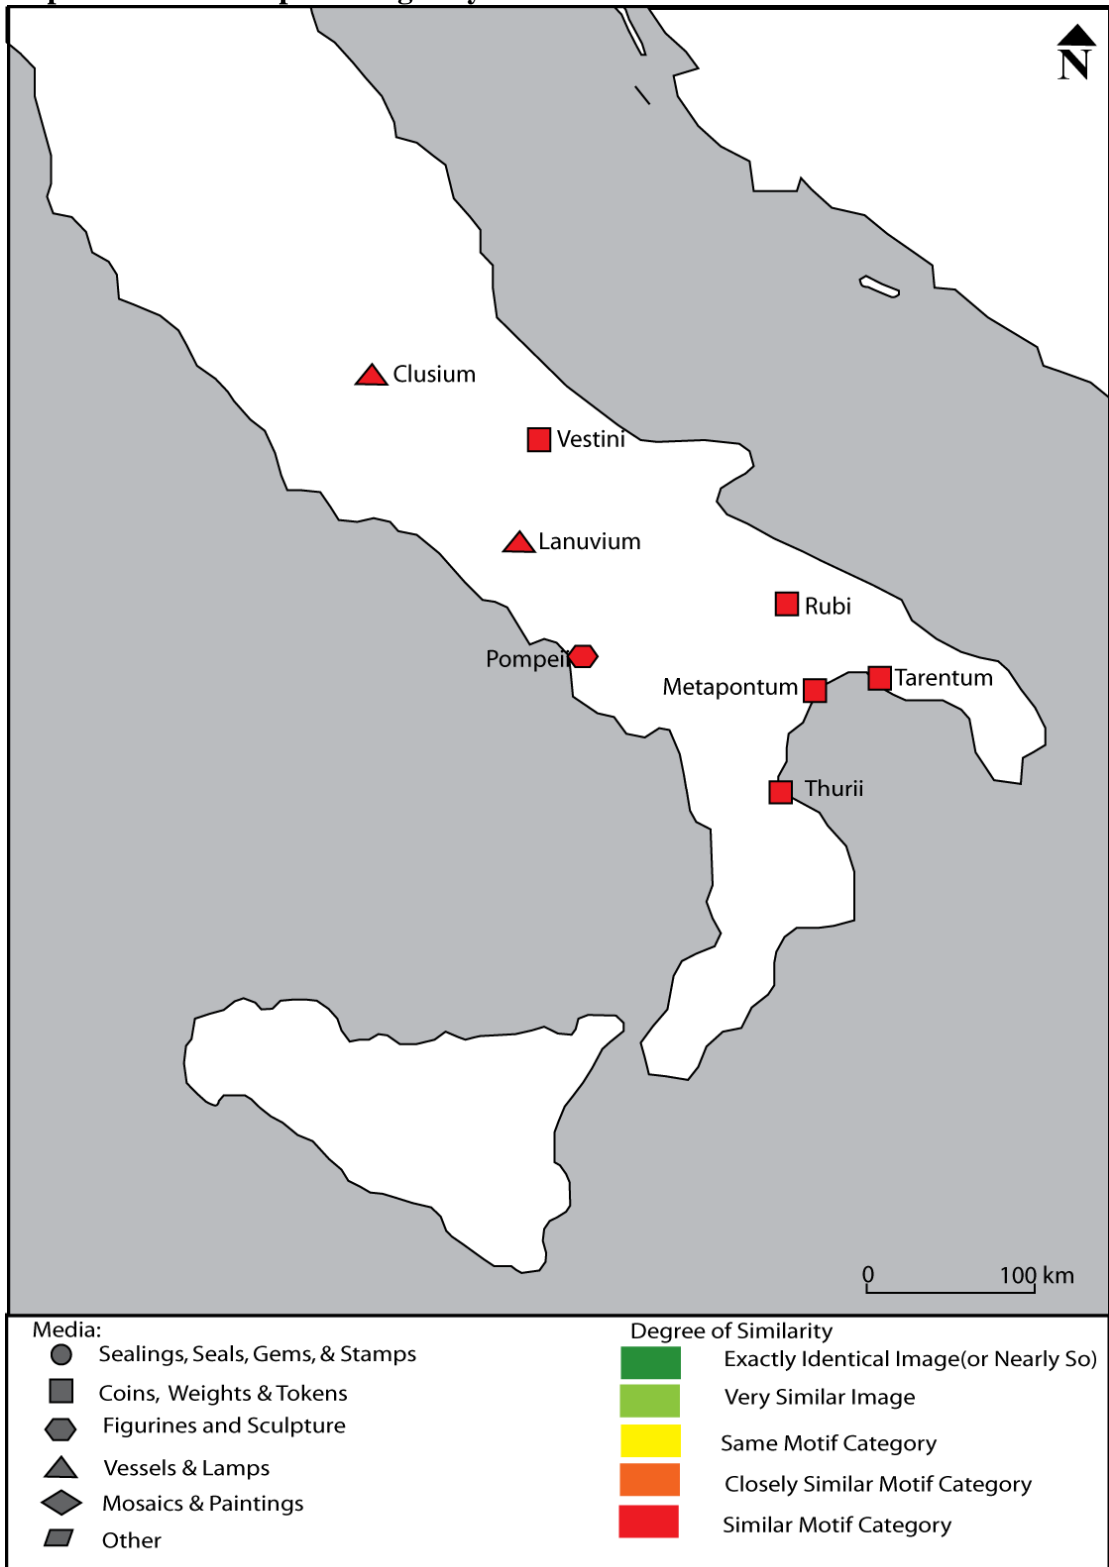 N
Clusium
Vestini
Lanuvium
Rubi
Pompeii
Tarentum
Metapontum
Thurii
0 100 km
Media:
Sealings, Seals, Gems, & Stamps
Coins, Weights & Tokens
Figurines and Sculpture
Vessels & Lamps
Mosaics & Paintings
Other
Degree of Similarity
Exactly Identical Image(or Nearly So)
Very Similar Image
Same Motif Category
Closely Similar Motif Category
Similar Motif Category